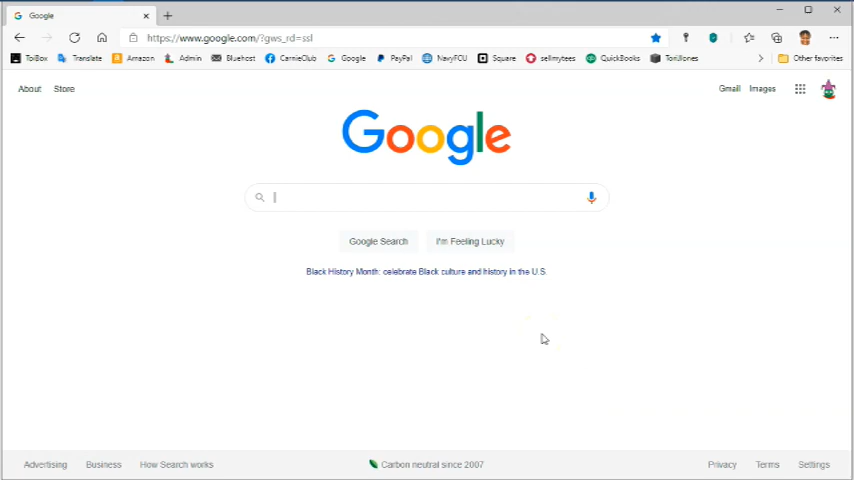 Google
https://www.google.com/?gws_rd=ssl
ToiBox Translate Amazon Admin Bluehost CarnieClub Google PayPal NavyFCU Square sellmytees QuickBooks ToriJones Other favorites
About Store Gmail Images
Google
Google Search I'm Feeling Lucky
Black History Month: celebrate Black culture and history in the U.S.
Advertising Business How Search works Carbon neutral since 2007 Privacy Terms Settings